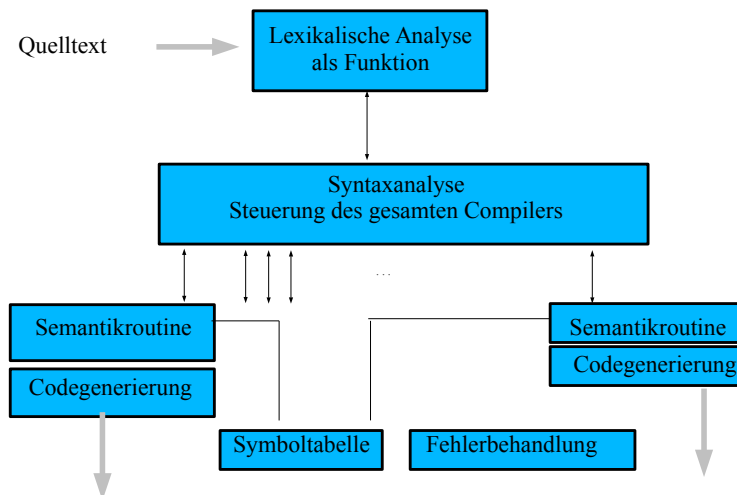 Quelltext
Lexikalische Analyse
als Funktion
Syntaxanalyse
Steuerung des gesamten Compilers
. . .
Semantikroutine
Semantikroutine
Codegenerierung
Codegenerierung
Symboltabelle
Fehlerbehandlung